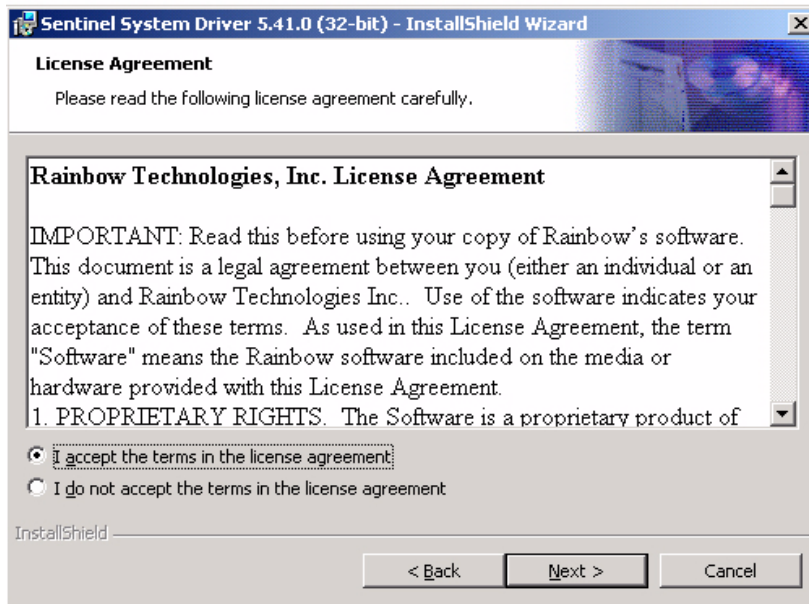 Sentinel System Driver 5.41.0 (32-bit) - InstallShield Wizard
License Agreement
Please read the following license agreement carefully.
Rainbow Technologies, Inc. License Agreement
IMPORTANT: Read this before using your copy of Rainbow's software.
This document is a legal agreement between you (either an individual or an
entity) and Rainbow Technologies Inc..  Use of the software indicates your
acceptance of these terms.  As used in this License Agreement, the term
"Software" means the Rainbow software included on the media or
hardware provided with this License Agreement.
1. PROPRIETARY RIGHTS.  The Software is a proprietary product of
I accept the terms in the license agreement
I do not accept the terms in the license agreement
InstallShield
< Back
Next >
Cancel